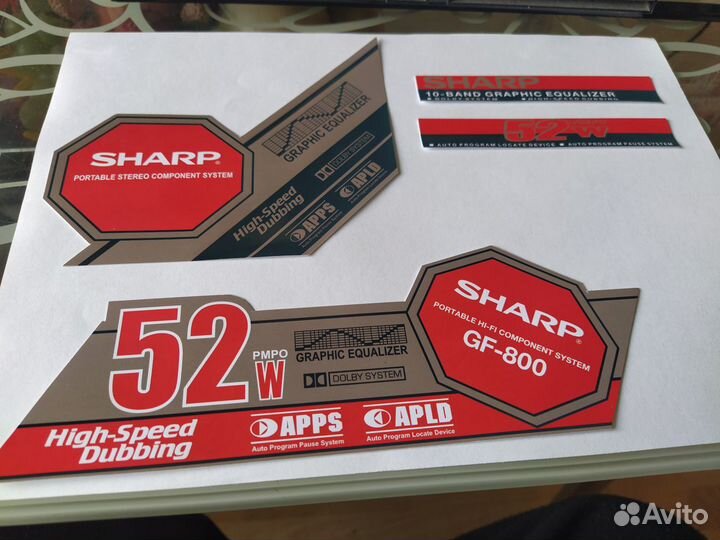 SHARP®
PORTABLE STEREO COMPONENT SYSTEM
GRAPHIC EQUALIZER
DOLBY SYSTEM
High-Speed
Dubbing
APPS
APLD
SHARP
10-BAND GRAPHIC EQUALIZER
DOLBY SYSTEM ■ HIGH-SPEED DUBBING
52W
■ AUTO PROGRAM LOCATE DEVICE ■ AUTO PROGRAM PAUSE SYSTEM
52
PMPO
W
GRAPHIC EQUALIZER
DOLBY SYSTEM
High-Speed
Dubbing
APPS
Auto Program Pause System
APLD
Auto Program Locate Device
SHARP®
PORTABLE HI-FI COMPONENT SYSTEM
GF-800
Avito